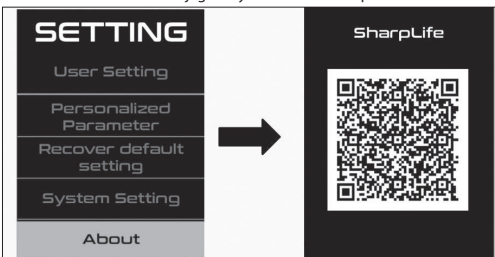 SETTING
User Setting
Personalized
Parameter
Recover default
setting
System Setting
About
SharpLife